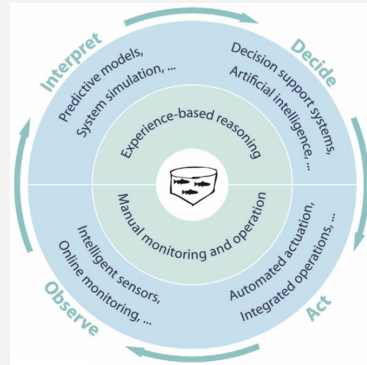 Interpret
Decide
Predictive models,
System simulation, ...
Decision support systems,
Artificial intelligence, ...
Experience-based reasoning
Manual monitoring and operation
Intelligent sensors,
Online monitoring, ...
Automated actuation,
Integrated operations, ...
Observe
Act